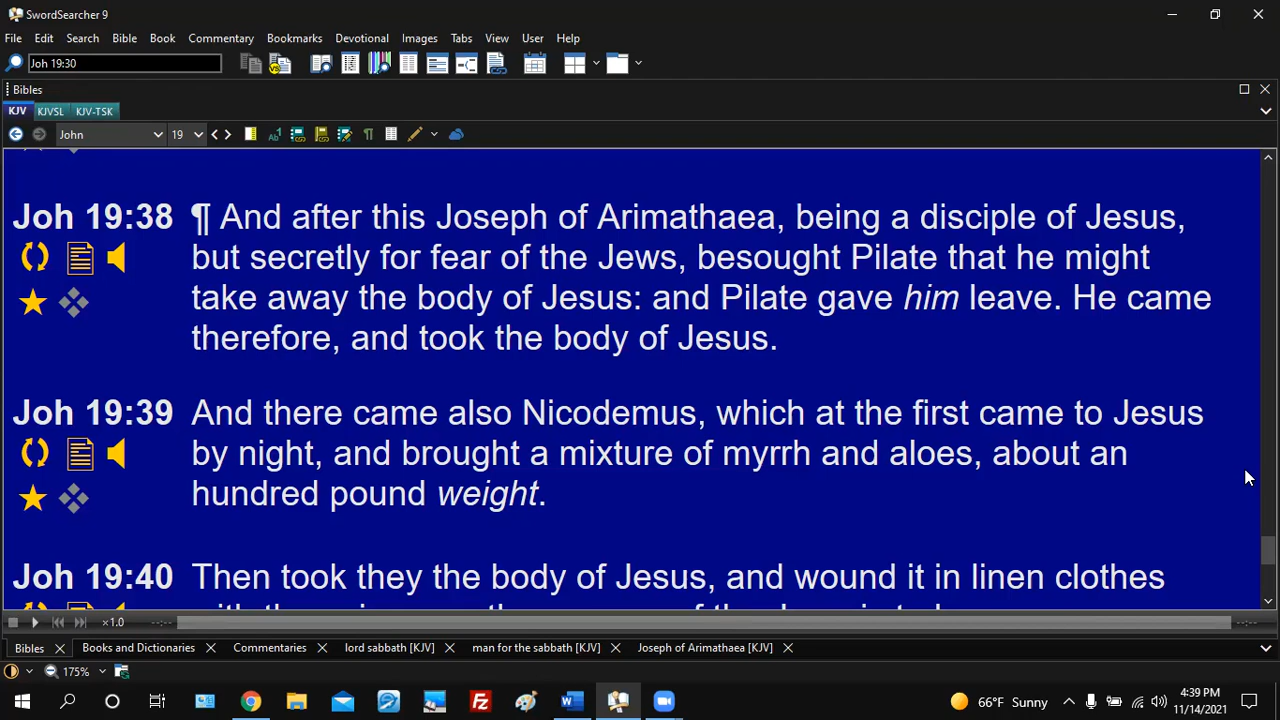 SwordSearcher 9
File Edit Search Bible Book Commentary Bookmarks Devotional Images Tabs View User Help
Joh 19:30
Bibles
KJV KJVSL KJV-TSK
John 19
Joh 19:38 ¶ And after this Joseph of Arimathaea, being a disciple of Jesus,
but secretly for fear of the Jews, besought Pilate that he might
take away the body of Jesus: and Pilate gave him leave. He came
therefore, and took the body of Jesus.
Joh 19:39 And there came also Nicodemus, which at the first came to Jesus
by night, and brought a mixture of myrrh and aloes, about an
hundred pound weight.
Joh 19:40 Then took they the body of Jesus, and wound it in linen clothes
×1.0 --:-- --:--
Bibles Books and Dictionaries Commentaries lord sabbath [KJV] man for the sabbath [KJV] Joseph of Arimathea [KJV]
175%
66°F Sunny 4:39 PM
11/14/2021